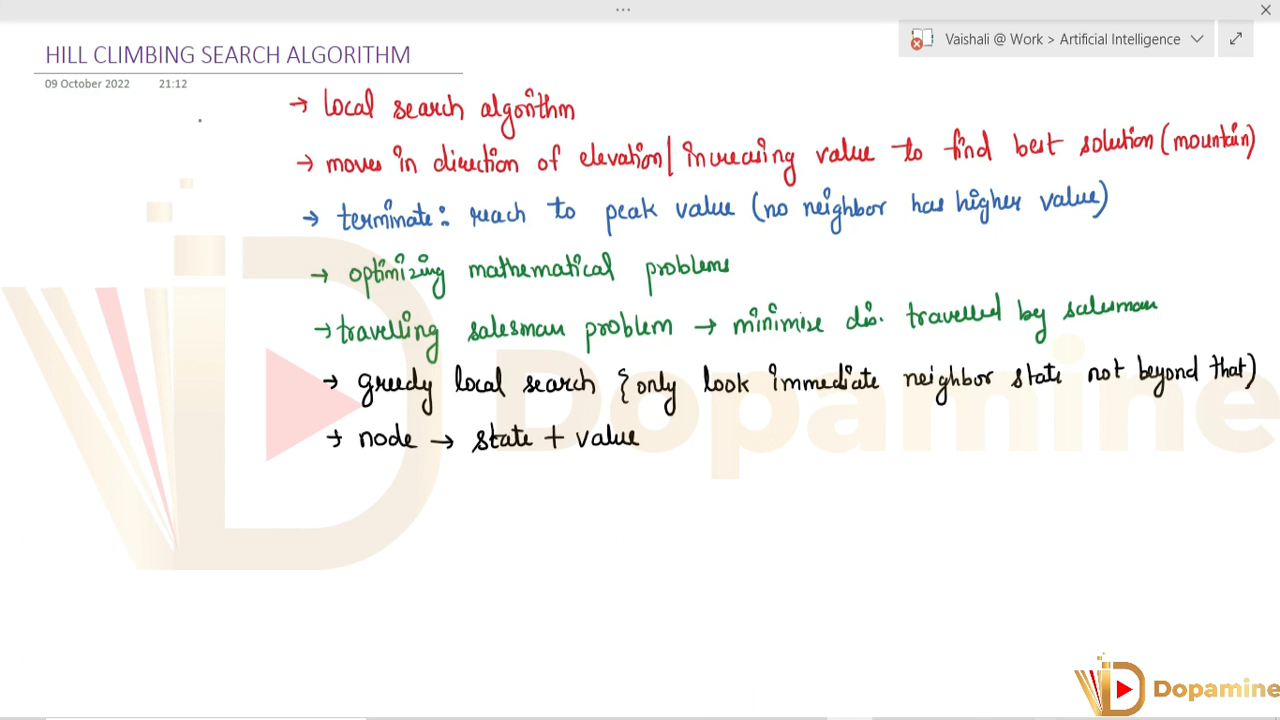 ...
Vaishali @ Work > Artificial Intelligence
HILL CLIMBING SEARCH ALGORITHM
09 October 2022 21:12
→ local search algorithm
→ moves in direction of elevation/increasing value to find best solution (mountain)
→ terminate: reach to peak value (no neighbor has higher value)
→ optimizing mathematical problems
→ travelling salesman problem → minimise dis. travelled by salesman
→ greedy local search {only look immediate neighbor state not beyond that)
→ node → state + value
Dopamine
Dopamine